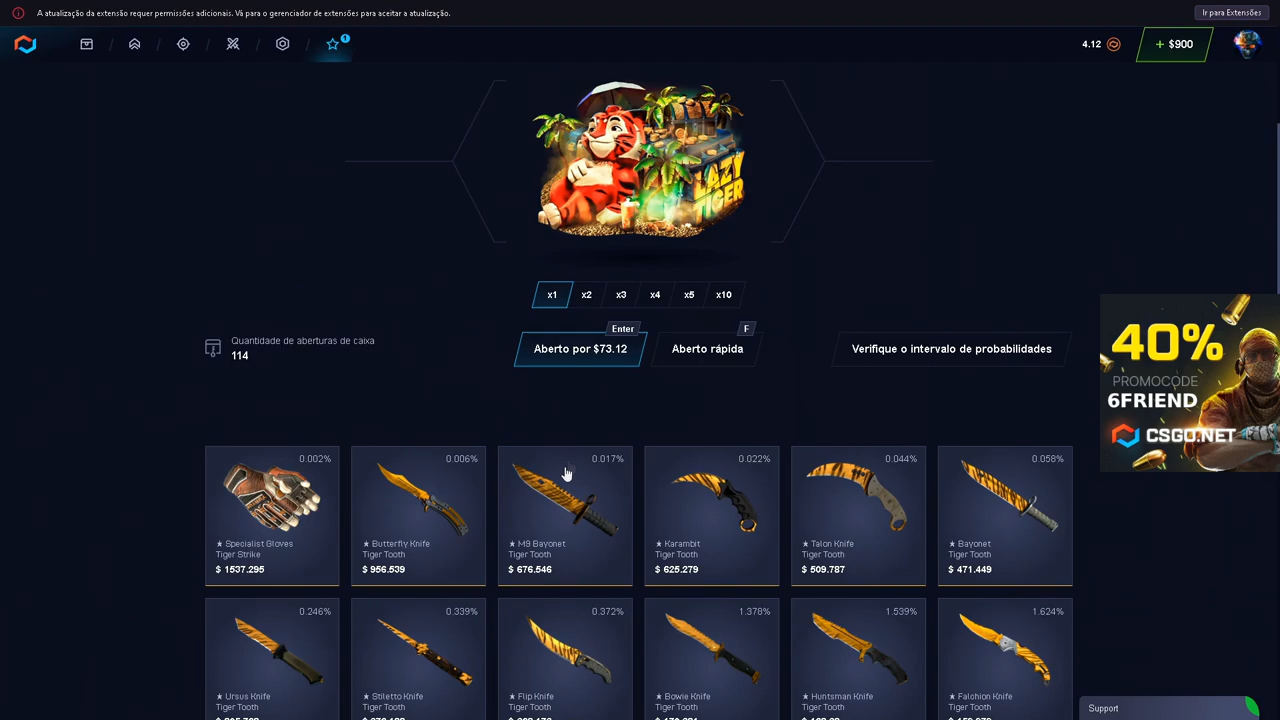 A atualização da extensão requer permissões adicionais. Vá para o gerenciador de extensões para aceitar a atualização.
Ir para Extensões
1
4.12
+ $900
LAZY
TIGER
x1 x2 x3 x4 x5 x10
Enter
F
Quantidade de aberturas de caixa
114
Aberto por $73.12
Aberto rápida
Verifique o intervalo de probabilidades
40%
PROMOCODE
6FRIEND
CSGO.NET
0.002%
★ Specialist Gloves
Tiger Strike
$ 1537.295
0.006%
★ Butterfly Knife
Tiger Tooth
$ 956.539
0.017%
★ M9 Bayonet
Tiger Tooth
$ 676.546
0.022%
★ Karambit
Tiger Tooth
$ 625.279
0.044%
★ Talon Knife
Tiger Tooth
$ 509.787
0.058%
★ Bayonet
Tiger Tooth
$ 471.449
0.246%
★ Ursus Knife
Tiger Tooth
0.339%
★ Stiletto Knife
Tiger Tooth
0.372%
★ Flip Knife
Tiger Tooth
1.378%
★ Bowie Knife
Tiger Tooth
1.539%
★ Huntsman Knife
Tiger Tooth
1.624%
★ Falchion Knife
Tiger Tooth
Support